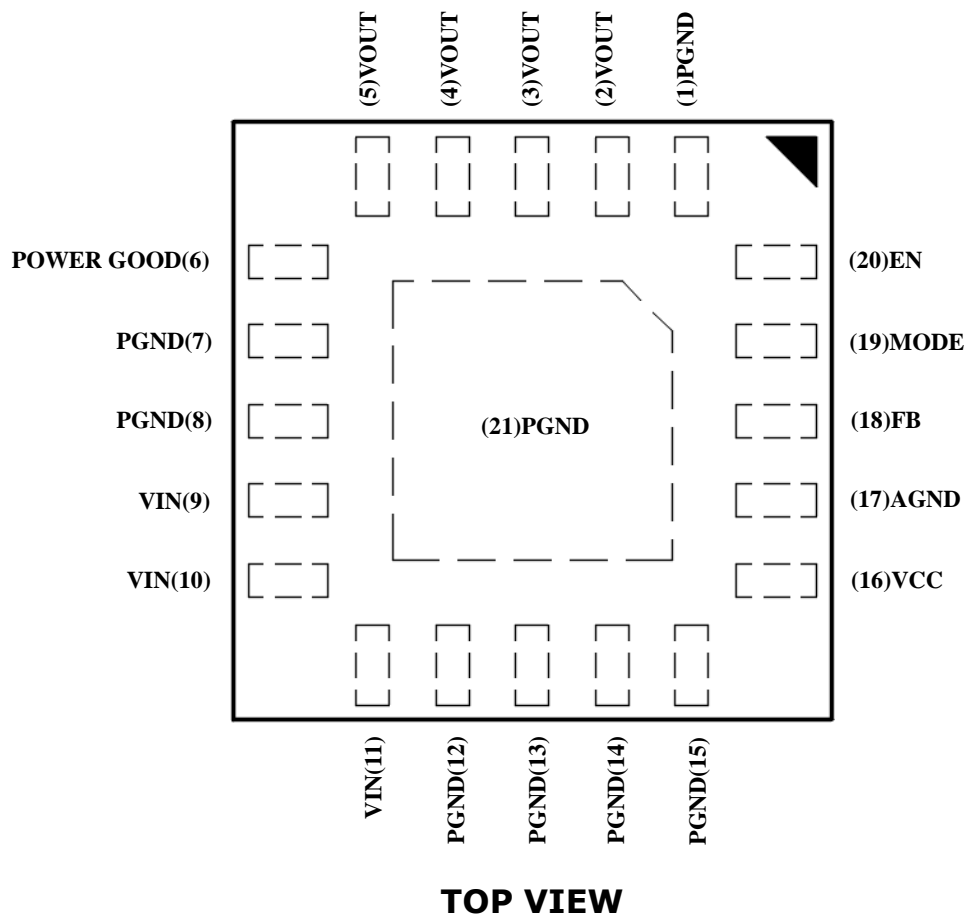 (5)VOUT
(4)VOUT
(3)VOUT
(2)VOUT
(1)PGND
POWER GOOD(6)
(20)EN
PGND(7)
(19)MODE
PGND(8)
(21)PGND
(18)FB
VIN(9)
(17)AGND
VIN(10)
(16)VCC
VIN(11)
PGND(12)
PGND(13)
PGND(14)
PGND(15)
TOP VIEW